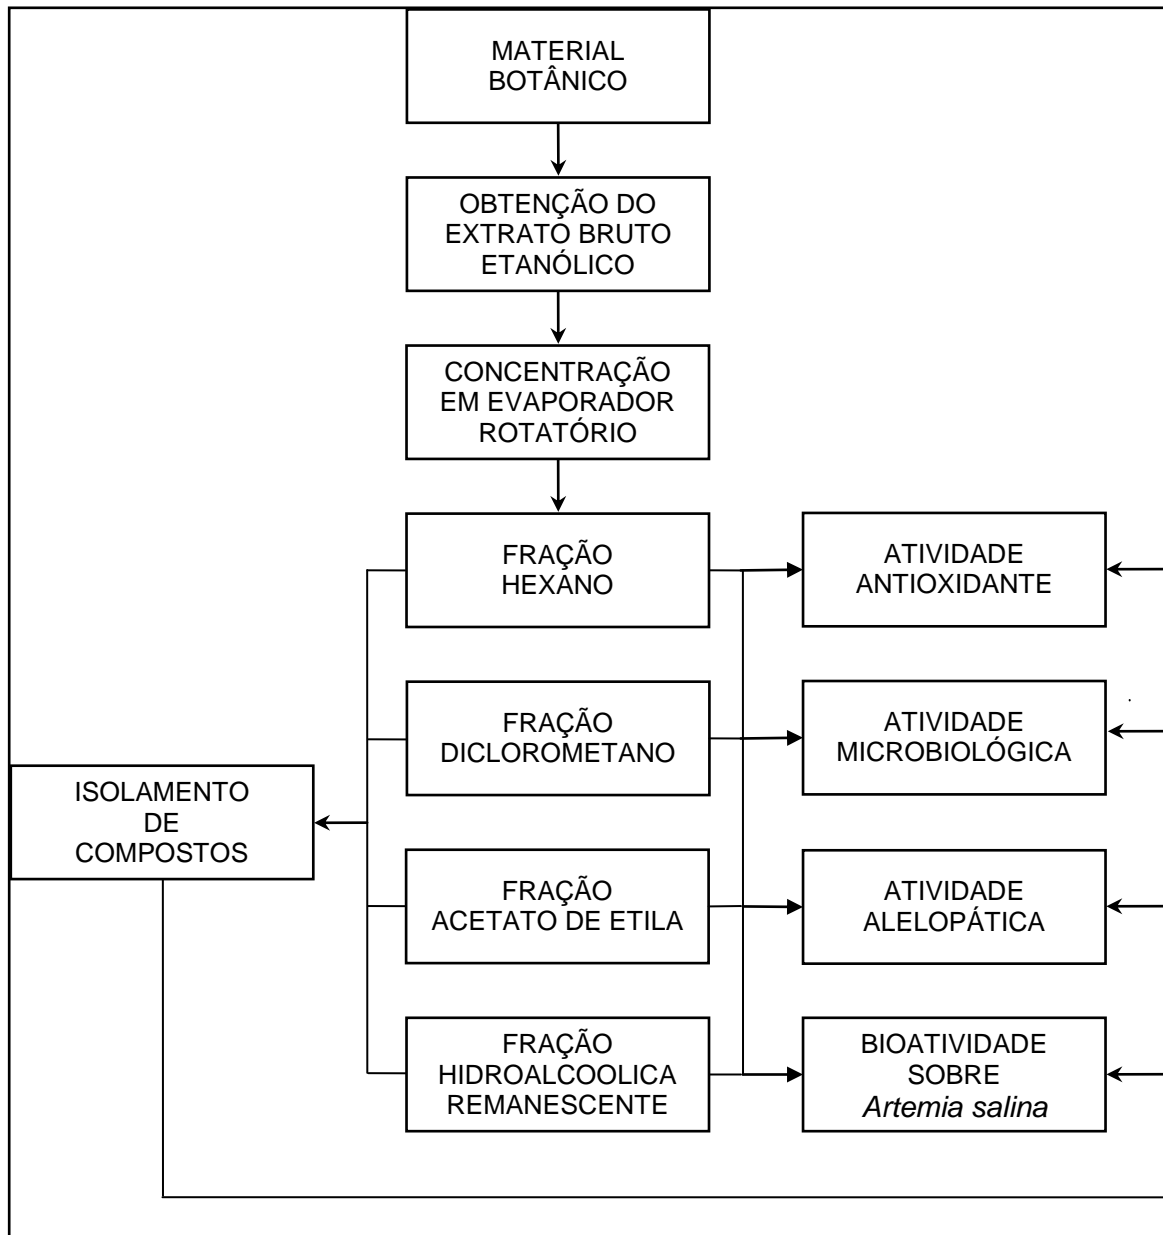 MATERIAL
BOTÂNICO
OBTENÇÃO DO
EXTRATO BRUTO
ETANÓLICO
CONCENTRAÇÃO
EM EVAPORADOR
ROTATÓRIO
FRAÇÃO
HEXANO
ATIVIDADE
ANTIOXIDANTE
FRAÇÃO
DICLOROMETANO
ATIVIDADE
MICROBIOLÓGICA
ISOLAMENTO
DE
COMPOSTOS
FRAÇÃO
ACETATO DE ETILA
ATIVIDADE
ALELOPÁTICA
FRAÇÃO
HIDROALCOOLICA
REMANESCENTE
BIOATIVIDADE
SOBRE
Artemia salina